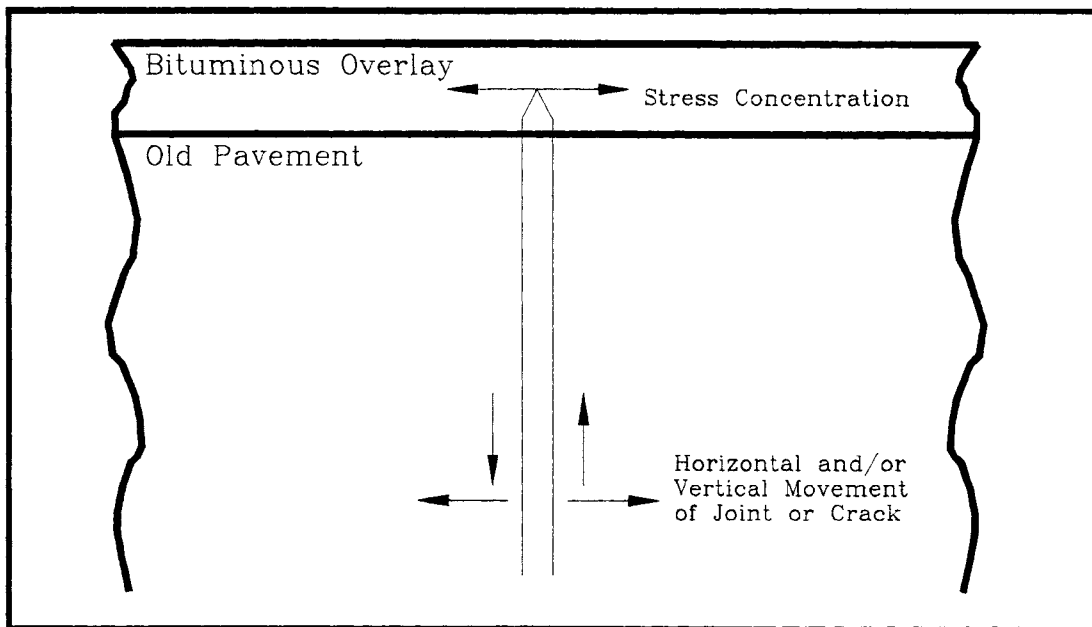 Bituminous Overlay
Stress Concentration
Old Pavement
Horizontal and/or
Vertical Movement
of Joint or Crack